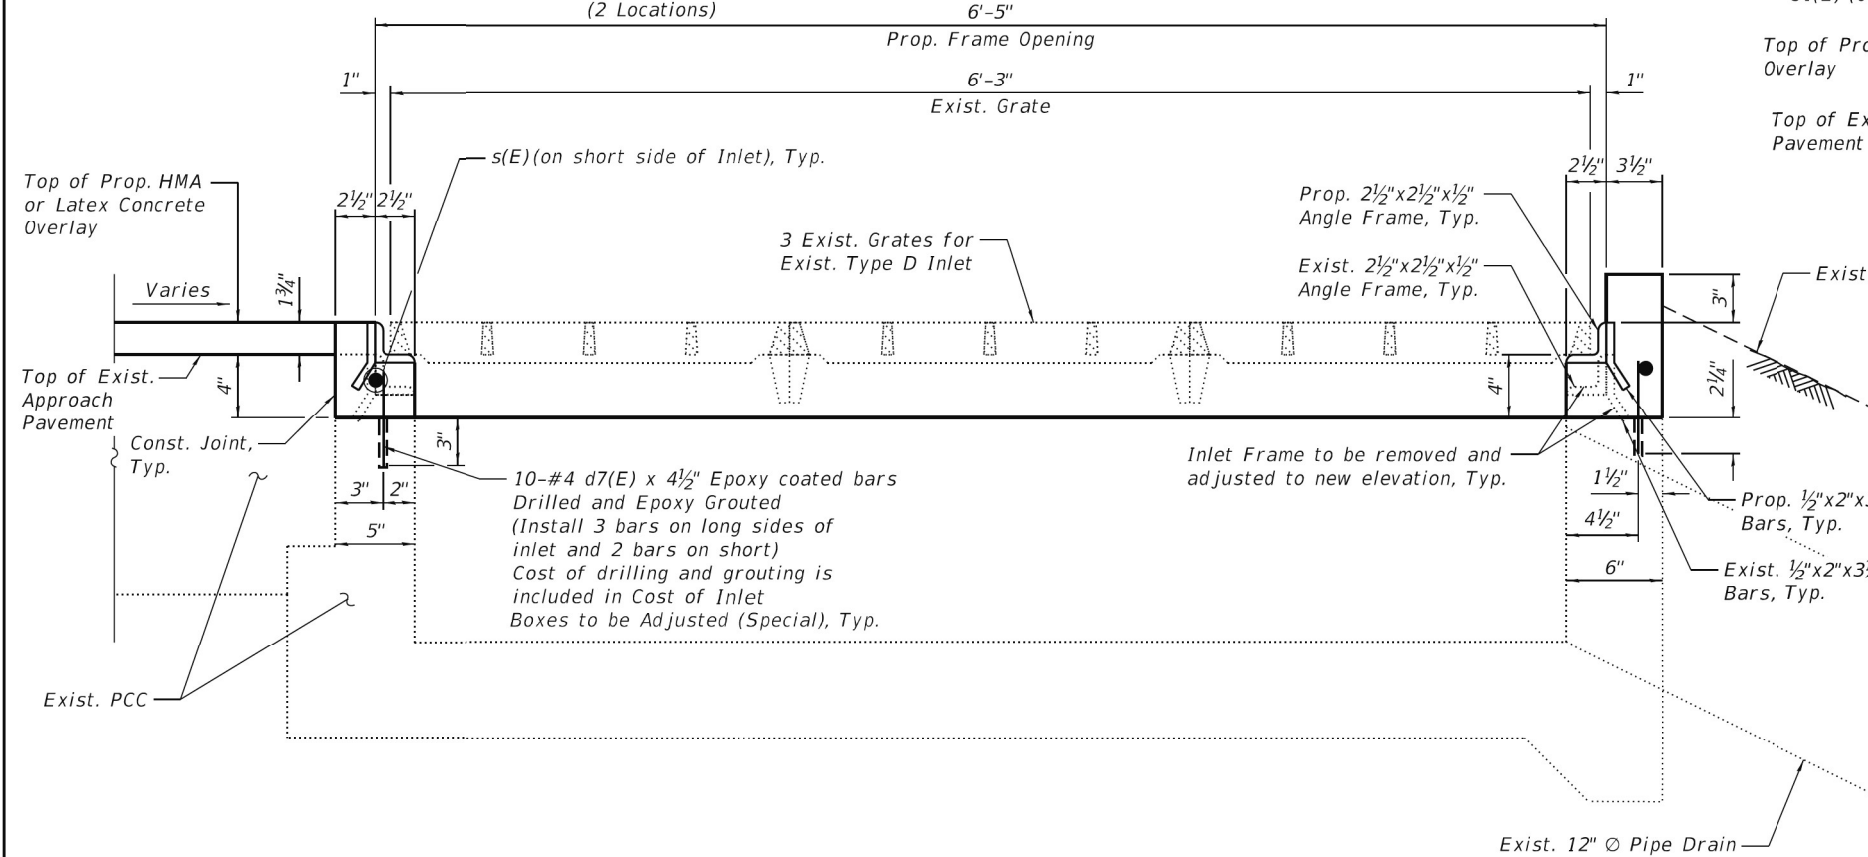 (2 Locations)
6'-5"
Prop. Frame Opening
1"
6'-3"
1"
Exist. Grate
Top of Pro
Overlay
Top of Ex
Pavement
s(E)(on short side of Inlet), Typ.
Top of Prop. HMA
or Latex Concrete
Overlay
2½" 2½"
2½" 3½"
Prop. 2½"x2½"x½"
Angle Frame, Typ.
3 Exist. Grates for
Exist. Type D Inlet
Exist. 2½"x2½"x½"
Angle Frame, Typ.
Exist
Varies
1¾"
3"
Top of Exist.
Approach
Pavement
4"
4"
2¼"
Const. Joint,
Typ.
3"
Inlet Frame to be removed and
adjusted to new elevation, Typ.
10-#4 d7(E) x 4½" Epoxy coated bars
Drilled and Epoxy Grouted
(Install 3 bars on long sides of
inlet and 2 bars on short)
Cost of drilling and grouting is
included in Cost of Inlet
Boxes to be Adjusted (Special), Typ.
3" 2"
5"
1½"
4½"
6"
Prop. ½"x2"x
Bars, Typ.
Exist. ½"x2"x3
Bars, Typ.
Exist. PCC
Exist. 12" ∅ Pipe Drain